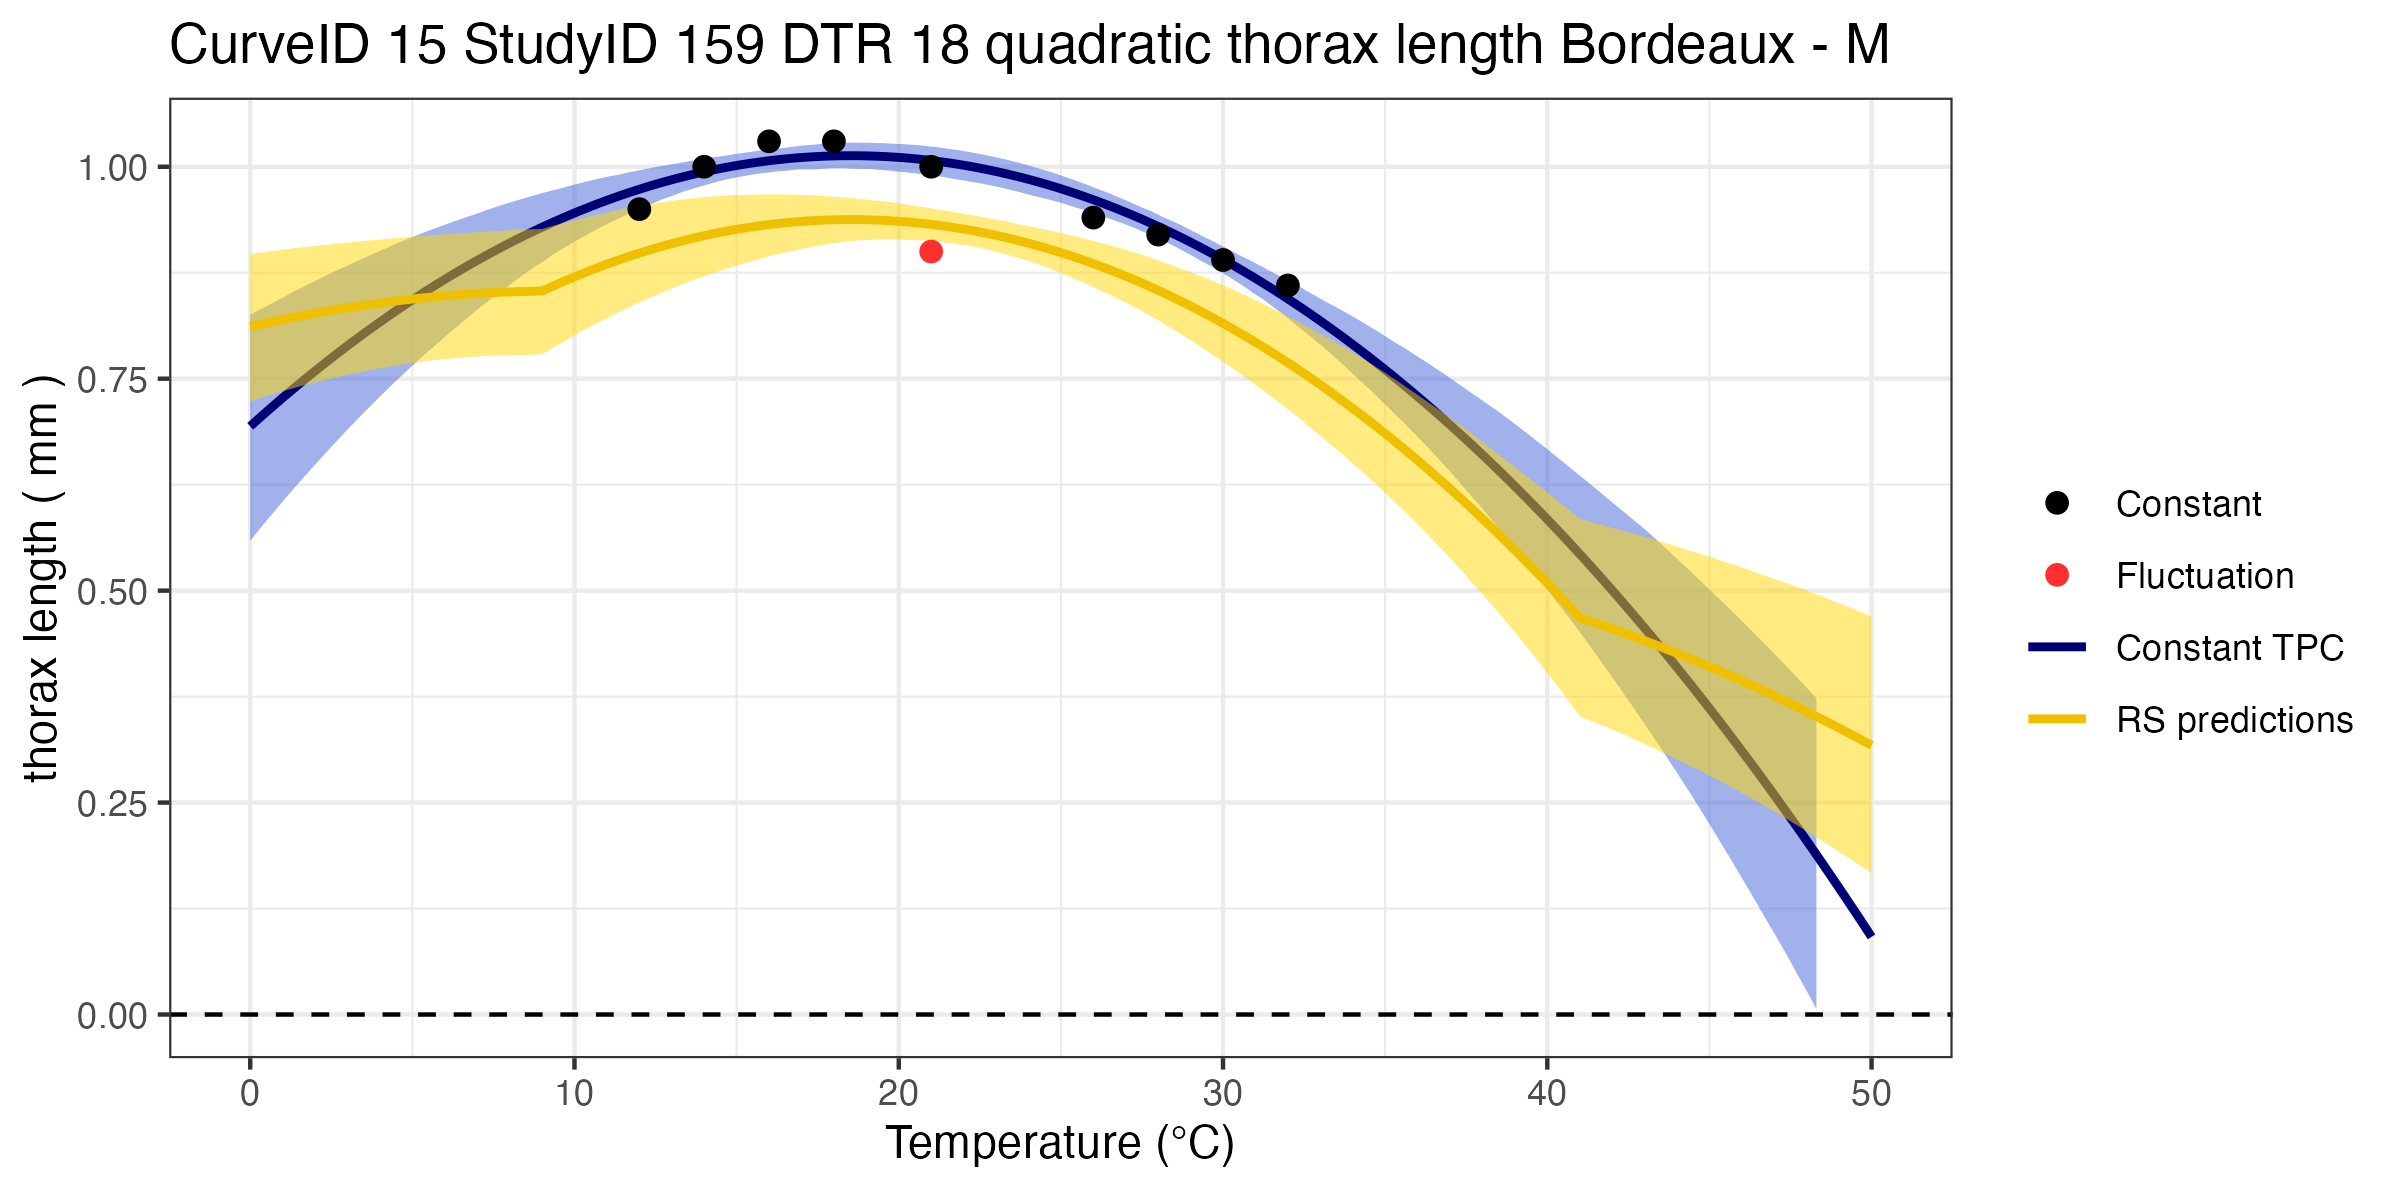 CurveID 15 StudyID 159 DTR 18 quadratic thorax length Bordeaux - M
thorax length ( mm )
1.00
0.75
0.50
0.25
0.00
0 10 20 30 40 50
Temperature (°C)
Constant
Fluctuation
Constant TPC
RS predictions